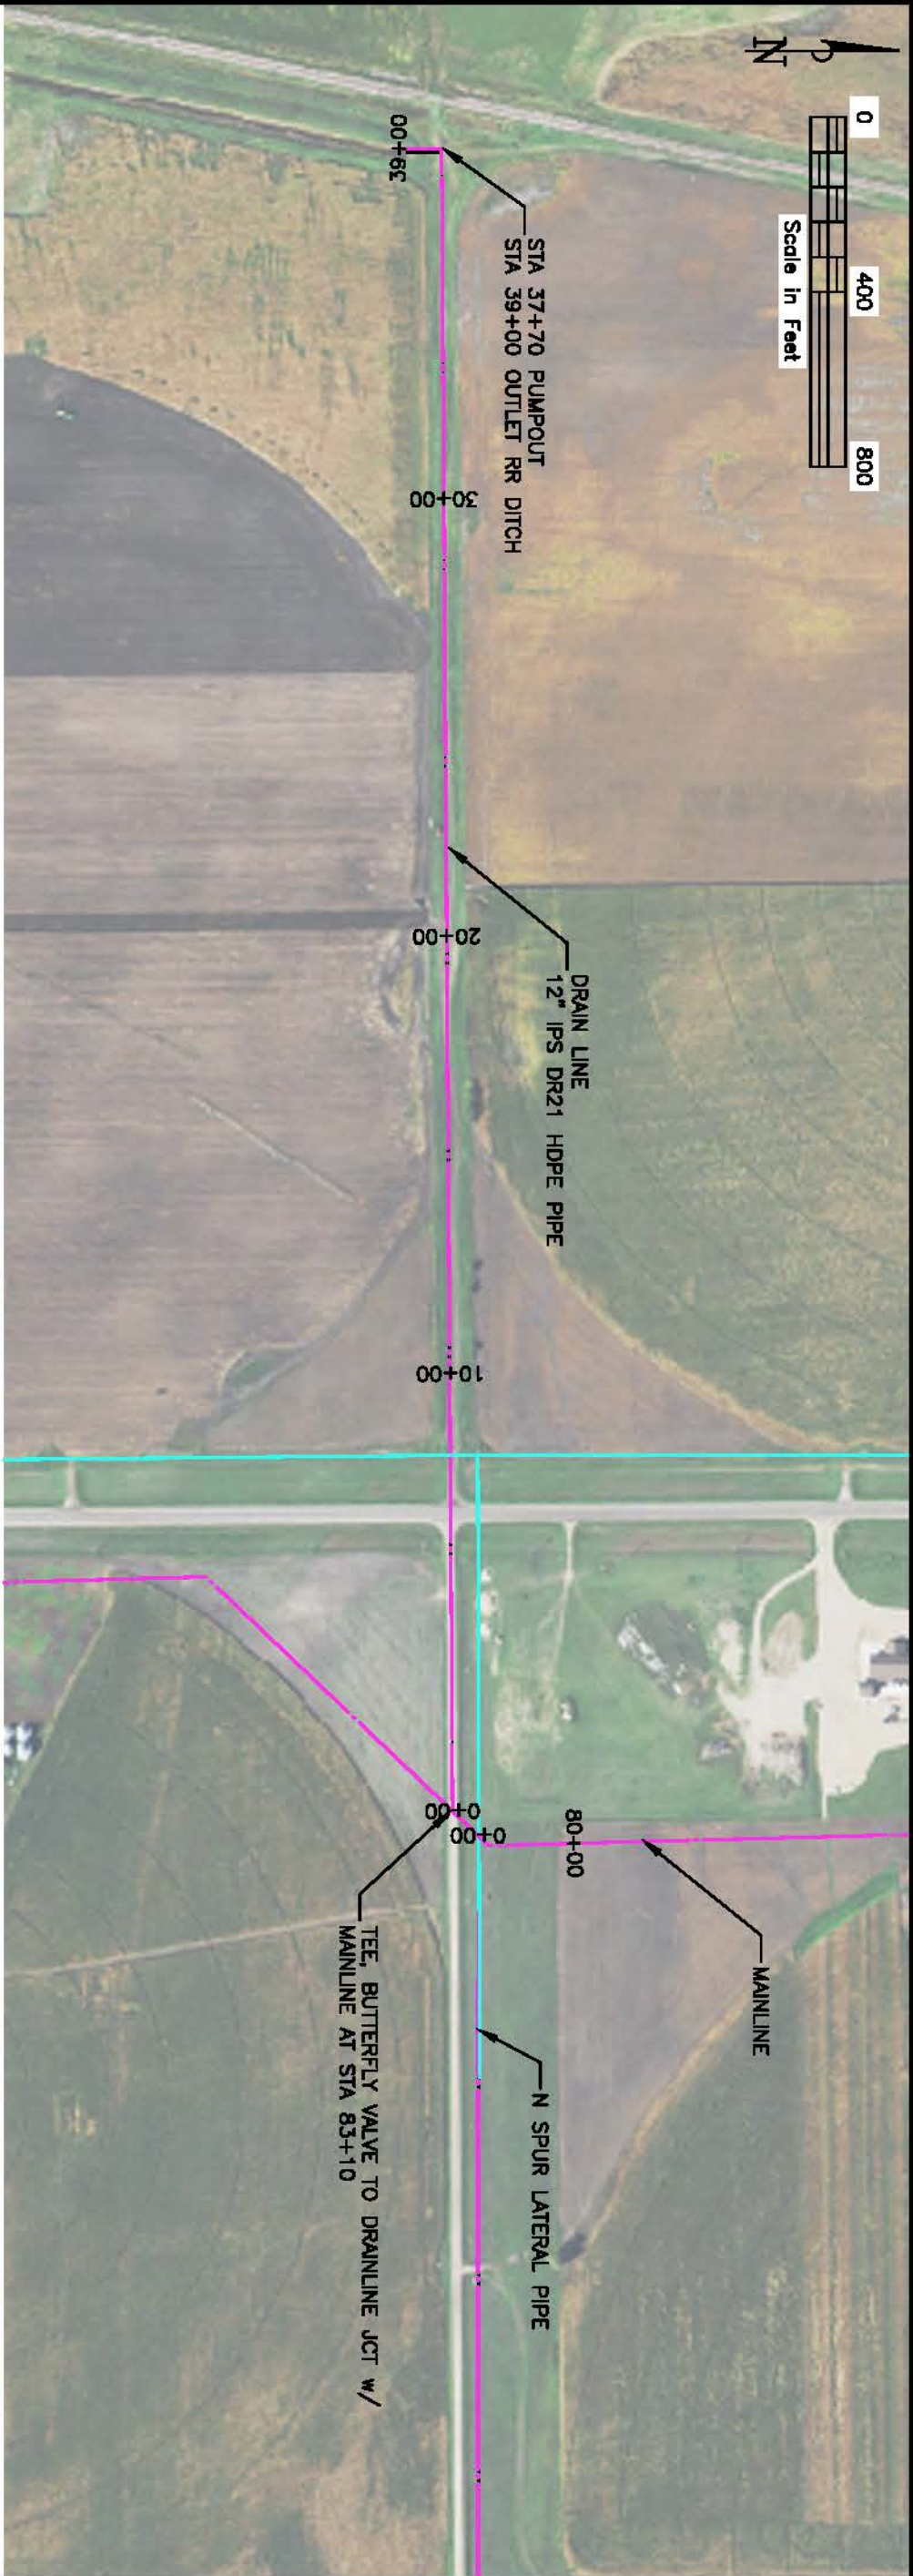 N
0
400
800
Scale in Feet
39+00
STA 37+70 PUMPOUT
STA 39+00 OUTLET RR DITCH
30+00
DRAIN LINE
12" IPS DR21 HDPE PIPE
20+00
10+00
0+00
0+00
80+00
MAINLINE
N SPUR LATERAL PIPE
TEE, BUTTERFLY VALVE TO DRAINLINE JCT w/
MAINLINE AT STA 83+10